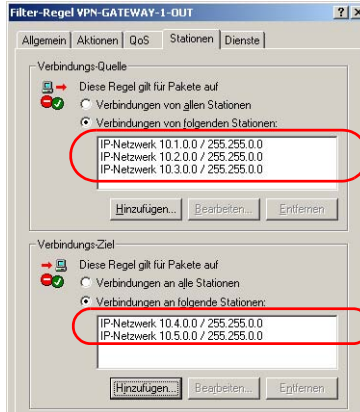 Filter-Regel VPN-GATEWAY-1-OUT
Allgemein Aktionen QoS Stationen Dienste
Verbindungs-Quelle
Diese Regel gilt für Pakete auf
Verbindungen von allen Stationen
Verbindungen von folgenden Stationen:
IP-Netzwerk 10.1.0.0 / 255.255.0.0
IP-Netzwerk 10.2.0.0 / 255.255.0.0
IP-Netzwerk 10.3.0.0 / 255.255.0.0
Hinzufügen... Bearbeiten... Entfernen
Verbindungs-Ziel
Diese Regel gilt für Pakete auf
Verbindungen an alle Stationen
Verbindungen an folgende Stationen:
IP-Netzwerk 10.4.0.0 / 255.255.0.0
IP-Netzwerk 10.5.0.0 / 255.255.0.0
Hinzufügen... Bearbeiten... Entfernen